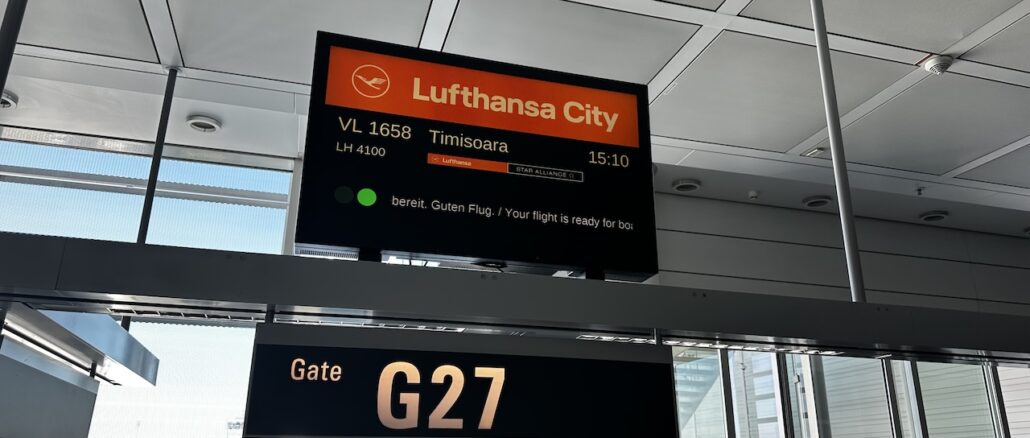 Lufthansa City
VL 1658 Timisoara 15:10
LH 4100
Lufthansa STAR ALLIANCE
bereit. Guten Flug. / Your flight is ready for
Gate G27